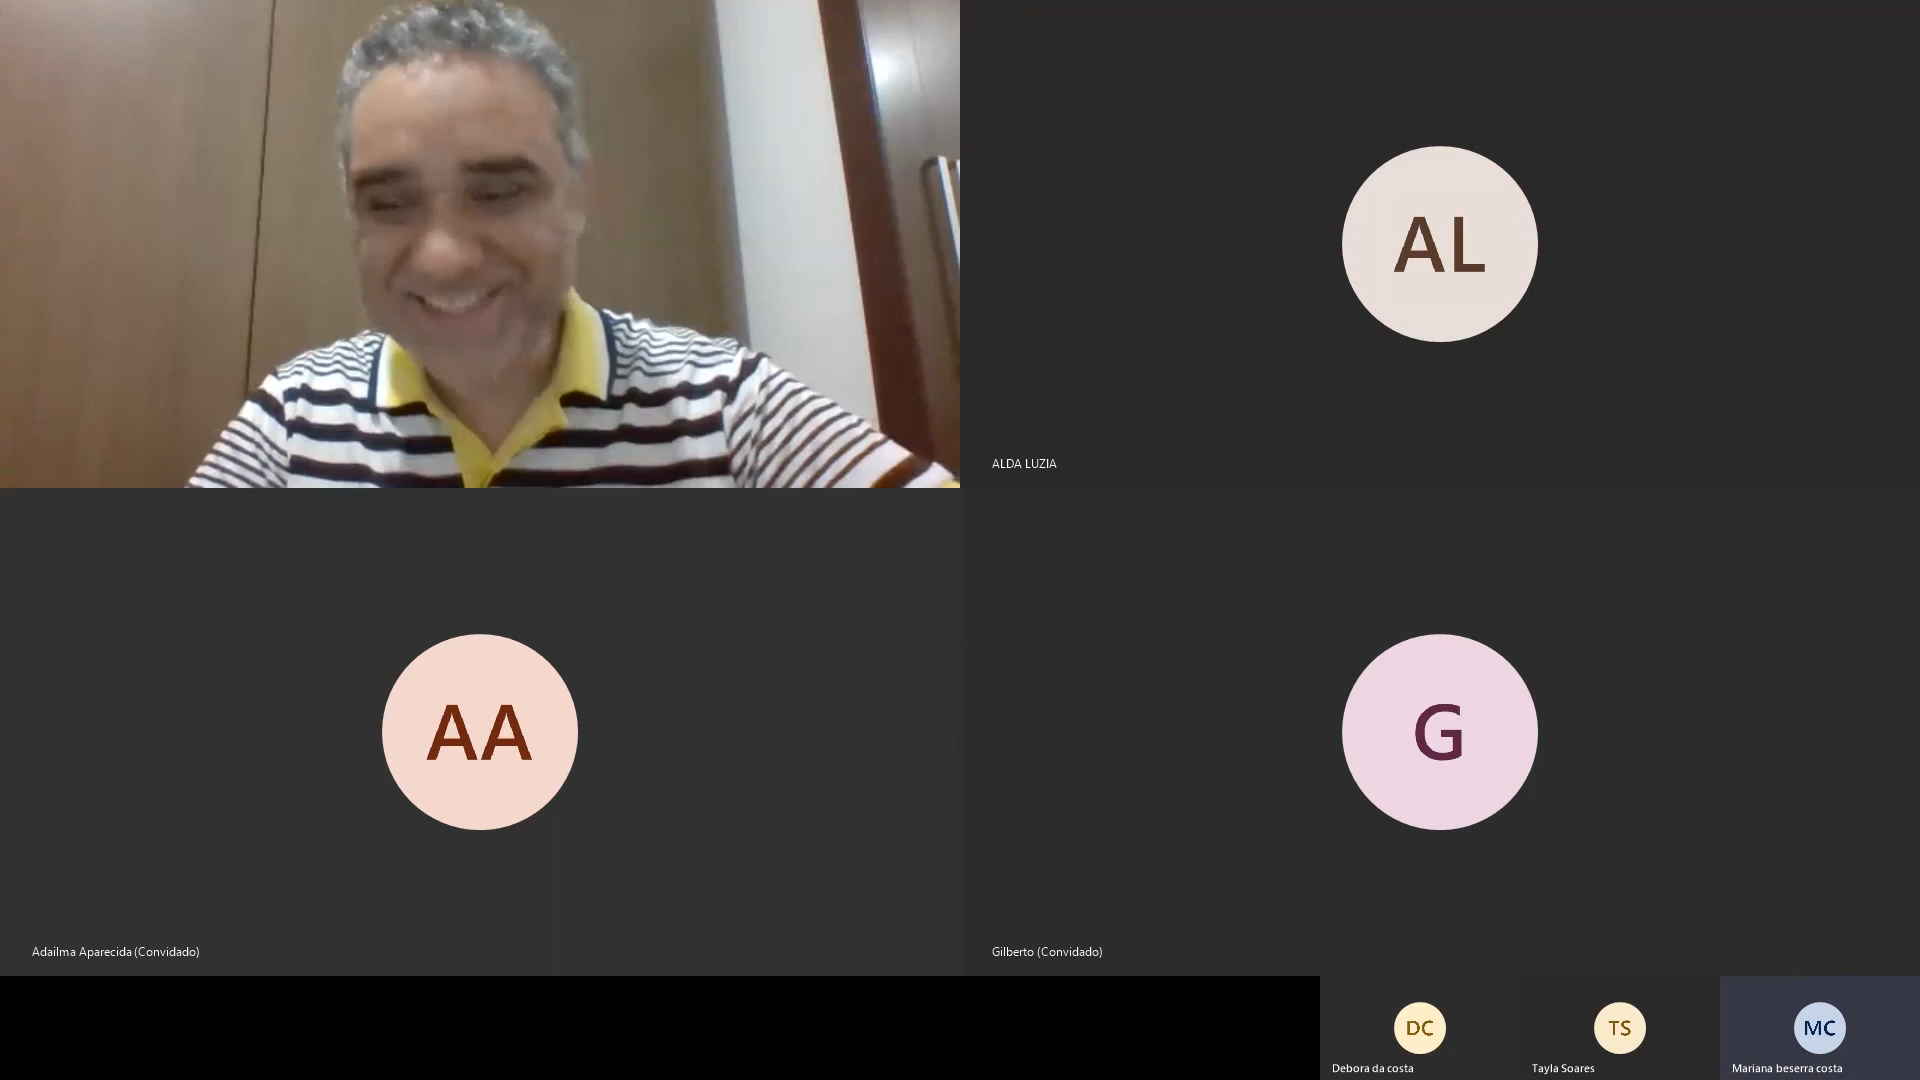 AL
ALDA LUZIA
AA
Adailma Aparecida (Convidado)
G
Gilberto (Convidado)
DC
Debora da costa
TS
Tayla Soares
MC
Mariana beserra costa